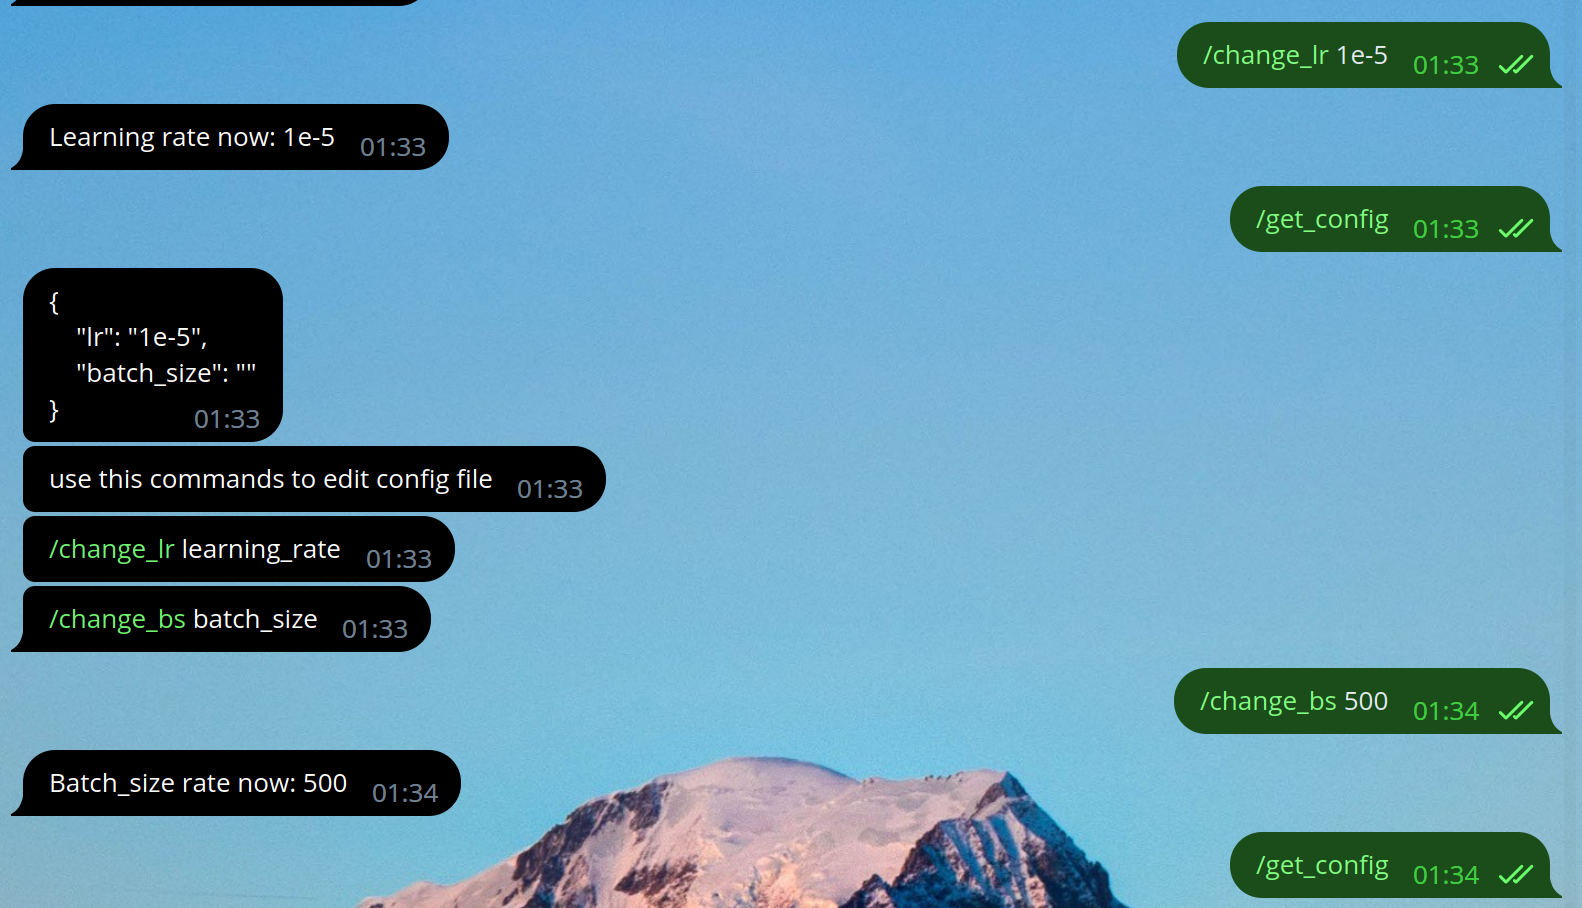 /change_lr 1e-5 01:33
Learning rate now: 1e-5 01:33
/get_config 01:33
{
"lr": "1e-5",
"batch_size": ""
} 01:33
use this commands to edit config file 01:33
/change_lr learning_rate 01:33
/change_bs batch_size 01:33
/change_bs 500 01:34
Batch_size rate now: 500 01:34
/get_config 01:34